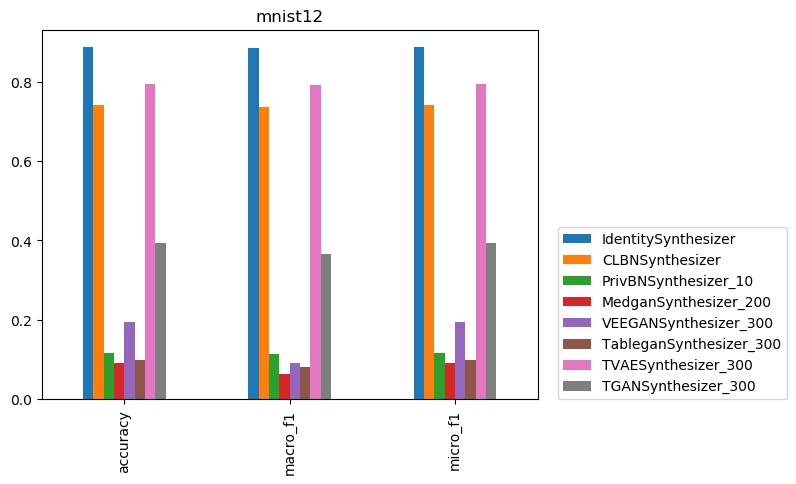 mnist12
0.8
0.6
0.4
0.2
0.0
accuracy
macro_f1
micro_f1
IdentitySynthesizer
CLBNSynthesizer
PrivBNSynthesizer_10
MedganSynthesizer_200
VEEGANSynthesizer_300
TableganSynthesizer_300
TVAESynthesizer_300
TGANSynthesizer_300